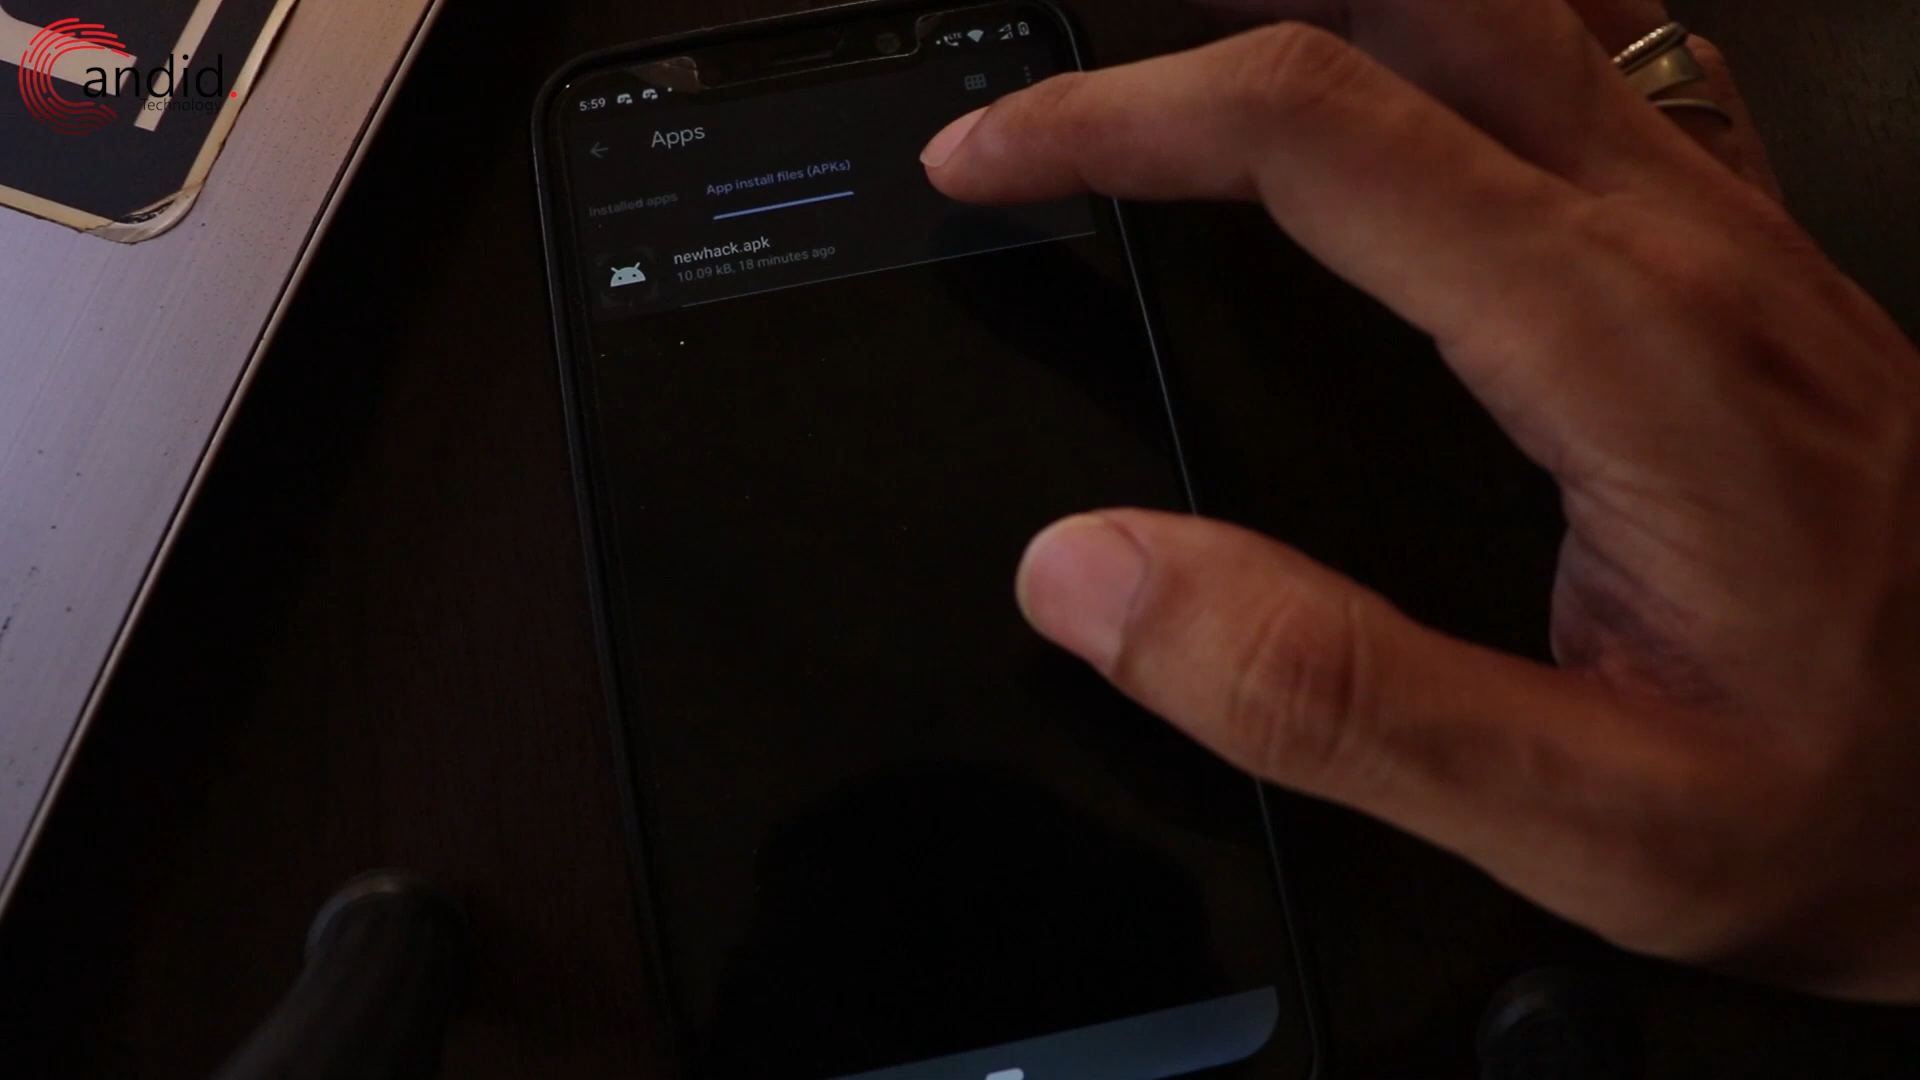 andid.
Technology
5:59
LTE
Apps
Installed apps
App install files (APKs)
newhack.apk
10.09 kB, 18 minutes ago